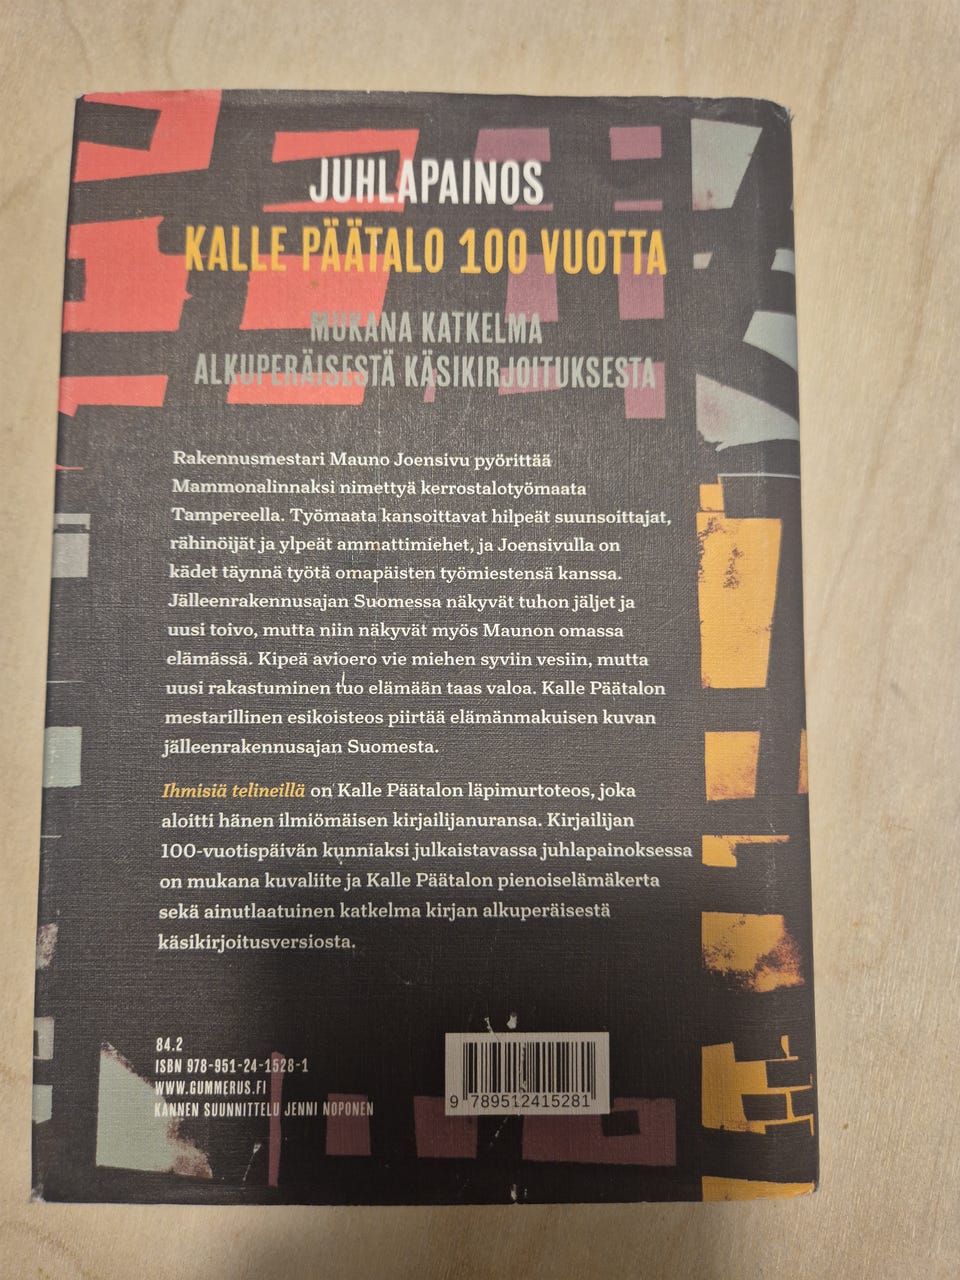 JUHLAPAINOS
KALLE PÄÄTALO 100 VUOTTA
MUKANA KATKELMA
ALKUPERÄISESTÄ KÄSIKIRJOITUKSESTA
Rakennusmestari Mauno Joensivu pyörittää
Mammonalinnaksi nimettyä kerrostalotyömaata
Tampereella. Työmaata kansoittavat hilpeät suunsoittajat,
rähinöijät ja ylpeät ammattimiehet, ja Joensivulla on
kädet täynnä työtä omapäisten työmiestensä kanssa.
Jälleenrakennusajan Suomessa näkyvät tuhon jäljet ja
uusi toivo, mutta niin näkyvät myös Maunon omassa
elämässä. Kipeä avioero vie miehen syviin vesiin, mutta
uusi rakastuminen tuo elämään taas valoa. Kalle Päätalon
mestarillinen esikoisteos piirtää elämänmakuisen kuvan
jälleenrakennusajan Suomesta.
Ihmisiä telineillä on Kalle Päätalon läpimurtoteos, joka
aloitti hänen ilmiömäisen kirjailijanuransa. Kirjailijan
100-vuotispäivän kunniaksi julkaistavassa juhlapainoksessa
on mukana kuvaliite ja Kalle Päätalon pienoiselämäkerta
sekä ainutlaatuinen katkelma kirjan alkuperäisestä
käsikirjoitusversiosta.
84.2
ISBN 978-951-24-1528-1
WWW.GUMMERUS.FI
KANNEN SUUNNITTELU JENNI NOPONEN
9 789512 415281